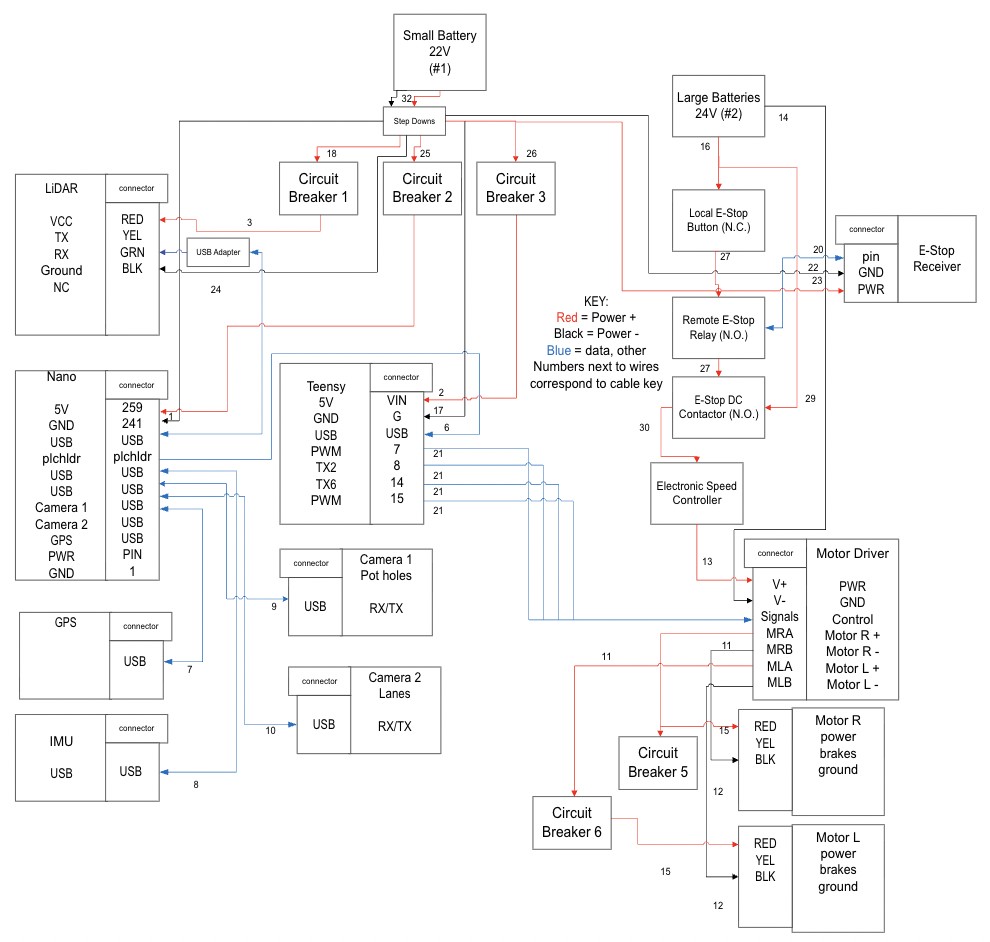 Small Battery
22V
(#1)
32
Step Downs
Large Batteries
24V (#2)
14
16
18
25
26
Circuit
Breaker 1
Circuit
Breaker 2
Circuit
Breaker 3
LiDAR
connector
VCC
TX
RX
Ground
NC
RED
YEL
GRN
BLK
3
USB Adapter
24
Local E-Stop
Button (N.C.)
27
connector
pin
GND
PWR
E-Stop
Receiver
20
22
23
KEY:
Red = Power +
Black = Power -
Blue = data, other
Numbers next to wires
correspond to cable key
Remote E-Stop
Relay (N.O.)
27
E-Stop DC
Contactor (N.O.)
29
30
Electronic Speed
Controller
13
Nano
connector
5V
GND
USB
plchldr
USB
USB
Camera 1
Camera 2
GPS
PWR
GND
259
241
USB
plchldr
USB
USB
USB
USB
USB
PIN
1
1
Teensy
connector
5V
GND
USB
PWM
TX2
TX6
PWM
VIN
G
USB
7
8
14
15
2
17
6
21
21
21
21
connector
Camera 1
Pot holes
USB
RX/TX
9
GPS
connector
USB
7
connector
Camera 2
Lanes
USB
RX/TX
10
IMU
connector
USB
USB
8
connector
Motor Driver
V+
V-
Signals
MRA
MRB
MLA
MLB
PWR
GND
Control
Motor R +
Motor R -
Motor L +
Motor L -
11
11
15
Circuit
Breaker 5
RED
YEL
BLK
Motor R
power
brakes
ground
12
Circuit
Breaker 6
RED
YEL
BLK
Motor L
power
brakes
ground
15
12